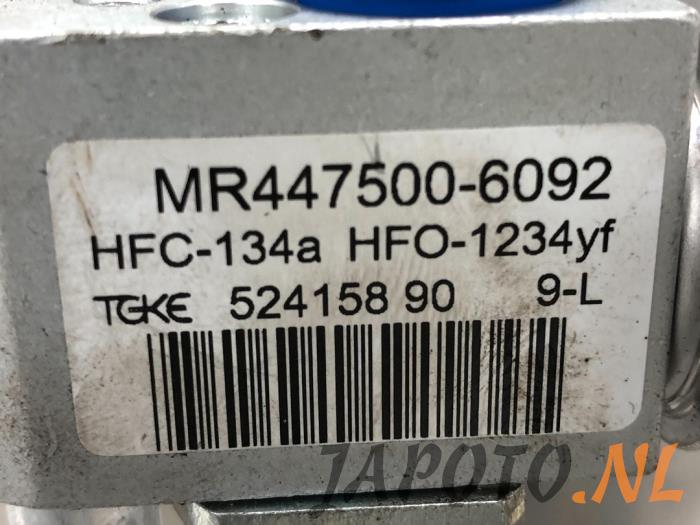 MR447500-6092
HFC-134a HFO-1234yf
TGKE 524158 90 9-L
JAPOTO.NL